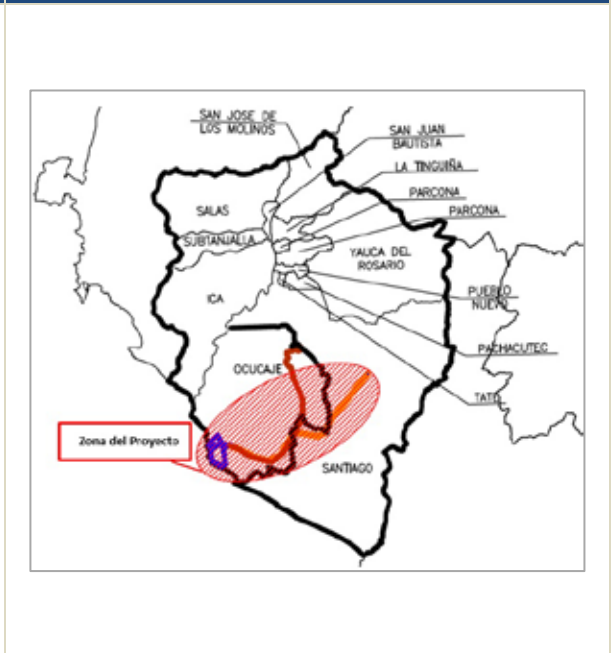 SAN JOSE DE
LOS MOLINOS
SAN JUAN
BAUTISTA
LA TINGUIÑA
PARCONA
PARCONA
SALAS
SUBTANJALLA
YAUCA DEL
ROSARIO
ICA
PUEBLO
NUEVO
PACHACUTEC
OCUCAJE
TATE
Zona del Proyecto
SANTIAGO